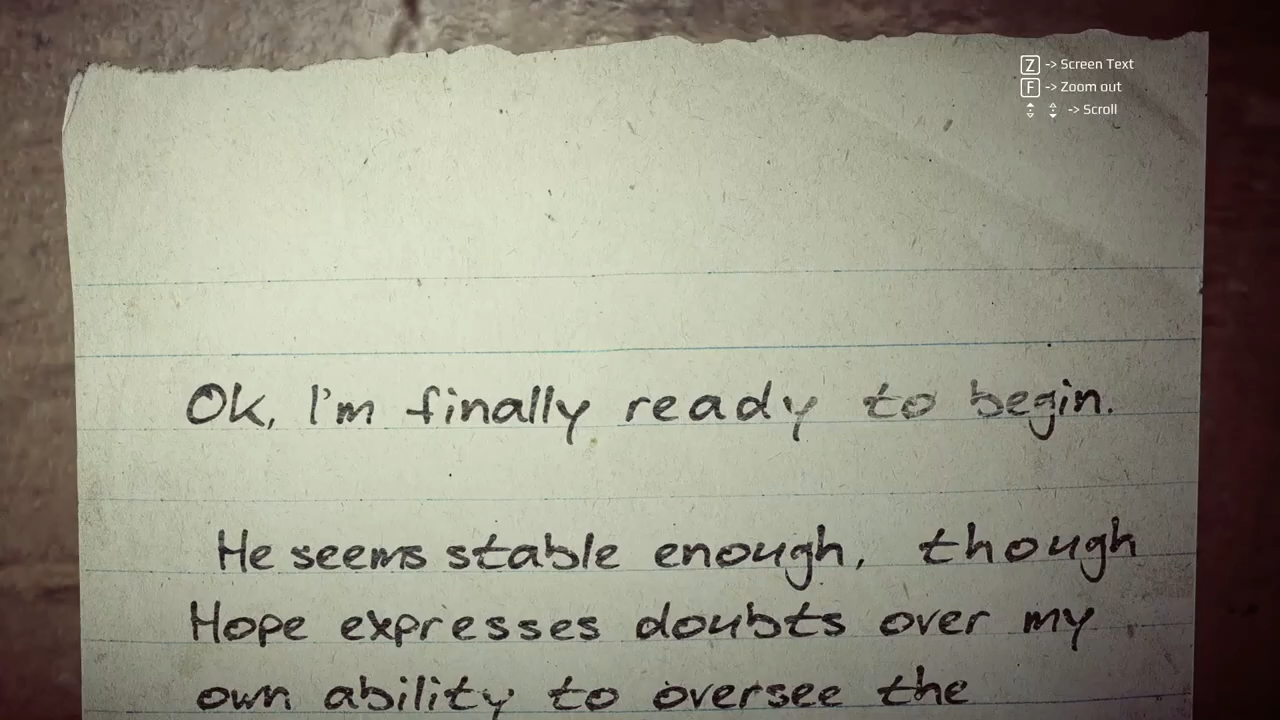 Z -> Screen Text
F -> Zoom out
-> Scroll
Ok, I'm finally ready to begin.
He seems stable enough, though
Hope expresses doubts over my
own ability to oversee the